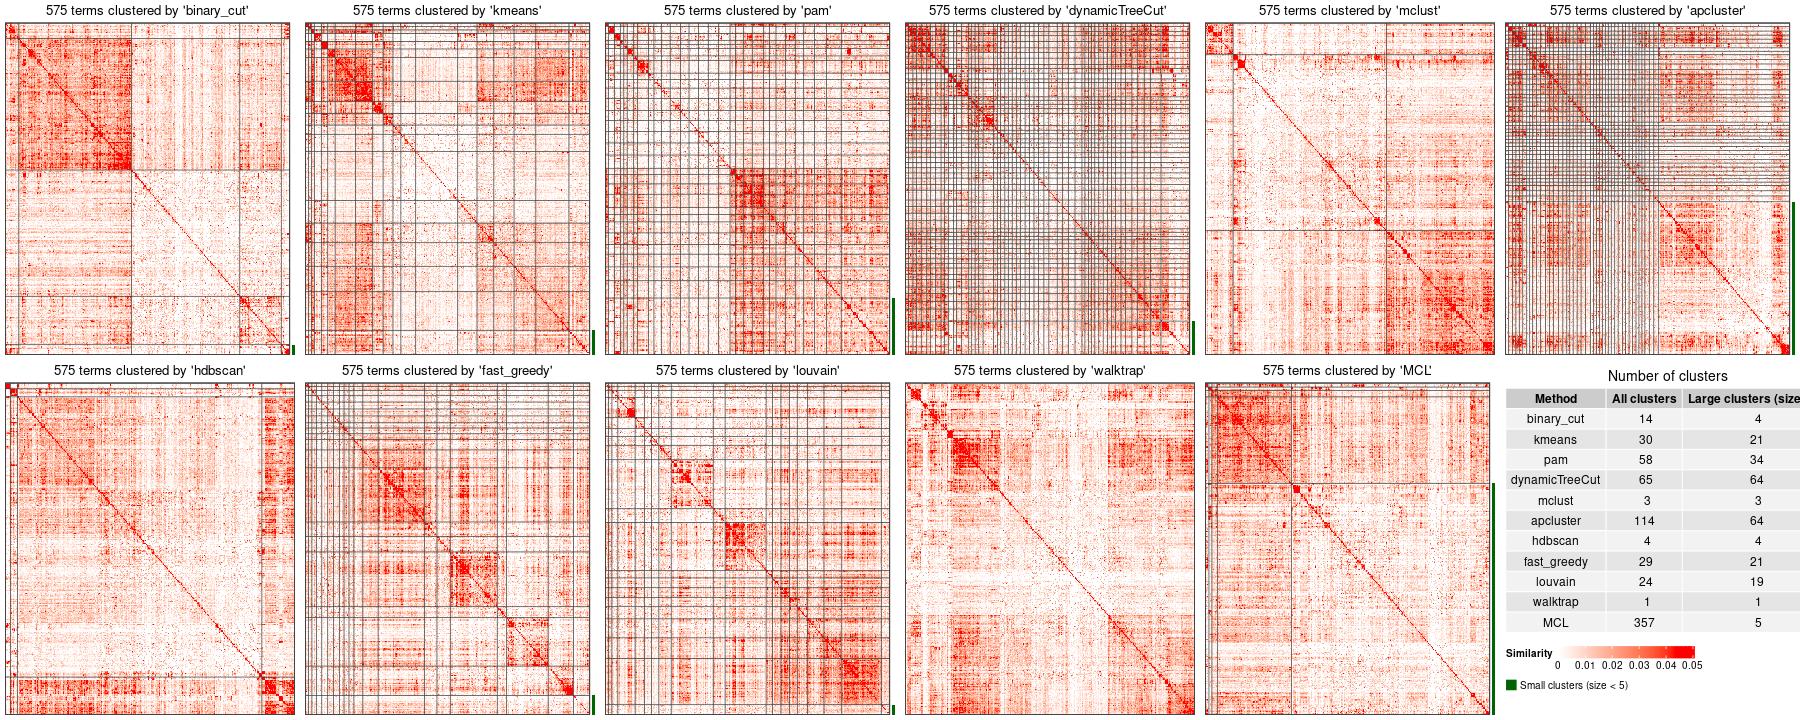 575 terms clustered by 'binary_cut'
575 terms clustered by 'kmeans'
575 terms clustered by 'pam'
575 terms clustered by 'dynamicTreeCut'
575 terms clustered by 'mclust'
575 terms clustered by 'apcluster'
575 terms clustered by 'hdbscan'
575 terms clustered by 'fast_greedy'
575 terms clustered by 'louvain'
575 terms clustered by 'walktrap'
575 terms clustered by 'MCL'
Number of clusters
Method All clusters Large clusters (size
binary_cut 14 4
kmeans 30 21
pam 58 34
dynamicTreeCut 65 64
mclust 3 3
apcluster 114 64
hdbscan 4 4
fast_greedy 29 21
louvain 24 19
walktrap 1 1
MCL 357 5
Similarity
0 0.01 0.02 0.03 0.04 0.05
Small clusters (size < 5)